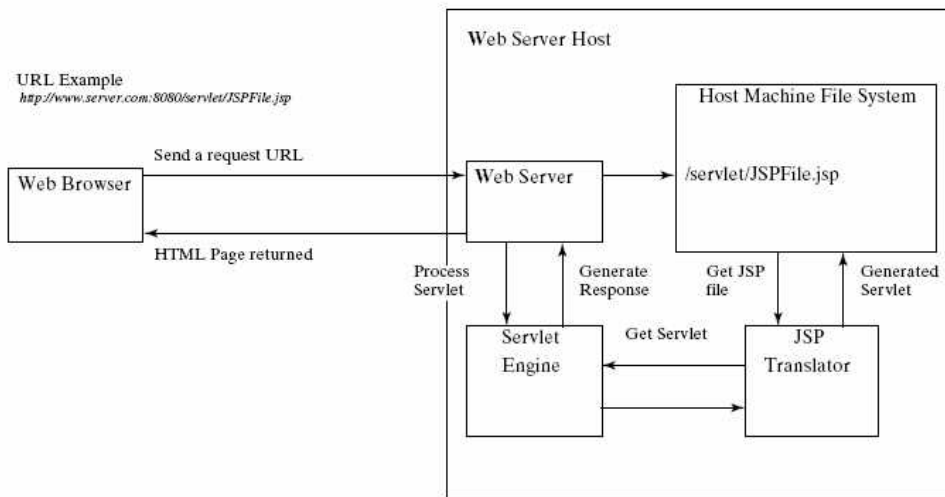 Web Server Host
URL Example
http://www.server.com:8080/servlet/JSPFile.jsp
Host Machine File System
Send a request URL
Web Browser
Web Server
/servlet/JSPFile.jsp
HTML Page returned
Process
Servlet
Generate
Response
Get JSP
file
Generated
Servlet
Servlet
Engine
Get Servlet
JSP
Translator